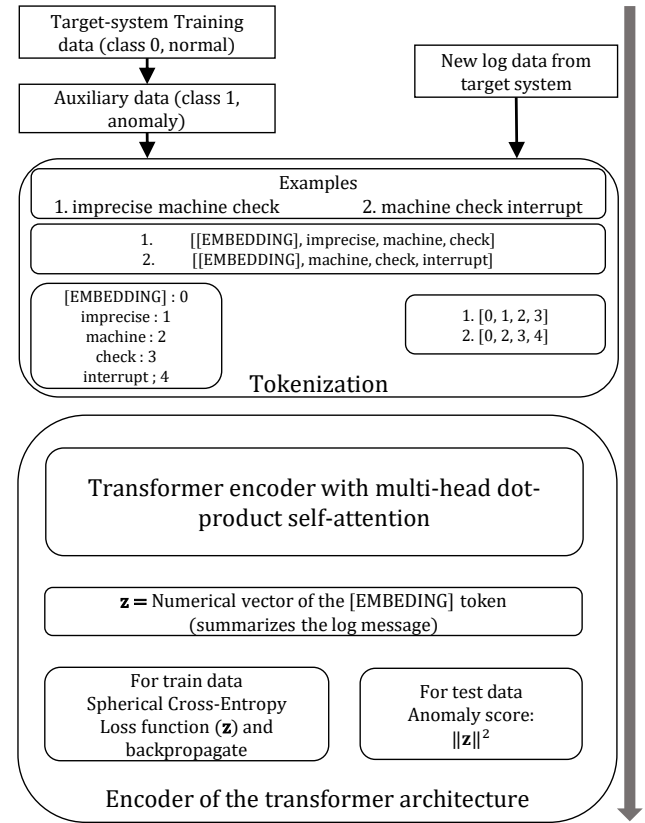 Target-system Training
data (class 0, normal)
New log data from
target system
Auxiliary data (class 1,
anomaly)
Examples
1. imprecise machine check 2. machine check interrupt
1. [[EMBEDDING], imprecise, machine, check]
2. [[EMBEDDING], machine, check, interrupt]
[EMBEDDING] : 0
imprecise : 1
machine : 2
check : 3
interrupt ; 4
1. [0, 1, 2, 3]
2. [0, 2, 3, 4]
Tokenization
Transformer encoder with multi-head dot-
product self-attention
z = Numerical vector of the [EMBEDING] token
(summarizes the log message)
For train data
Spherical Cross-Entropy
Loss function (z) and
backpropagate
For test data
Anomaly score:
‖z‖²
Encoder of the transformer architecture